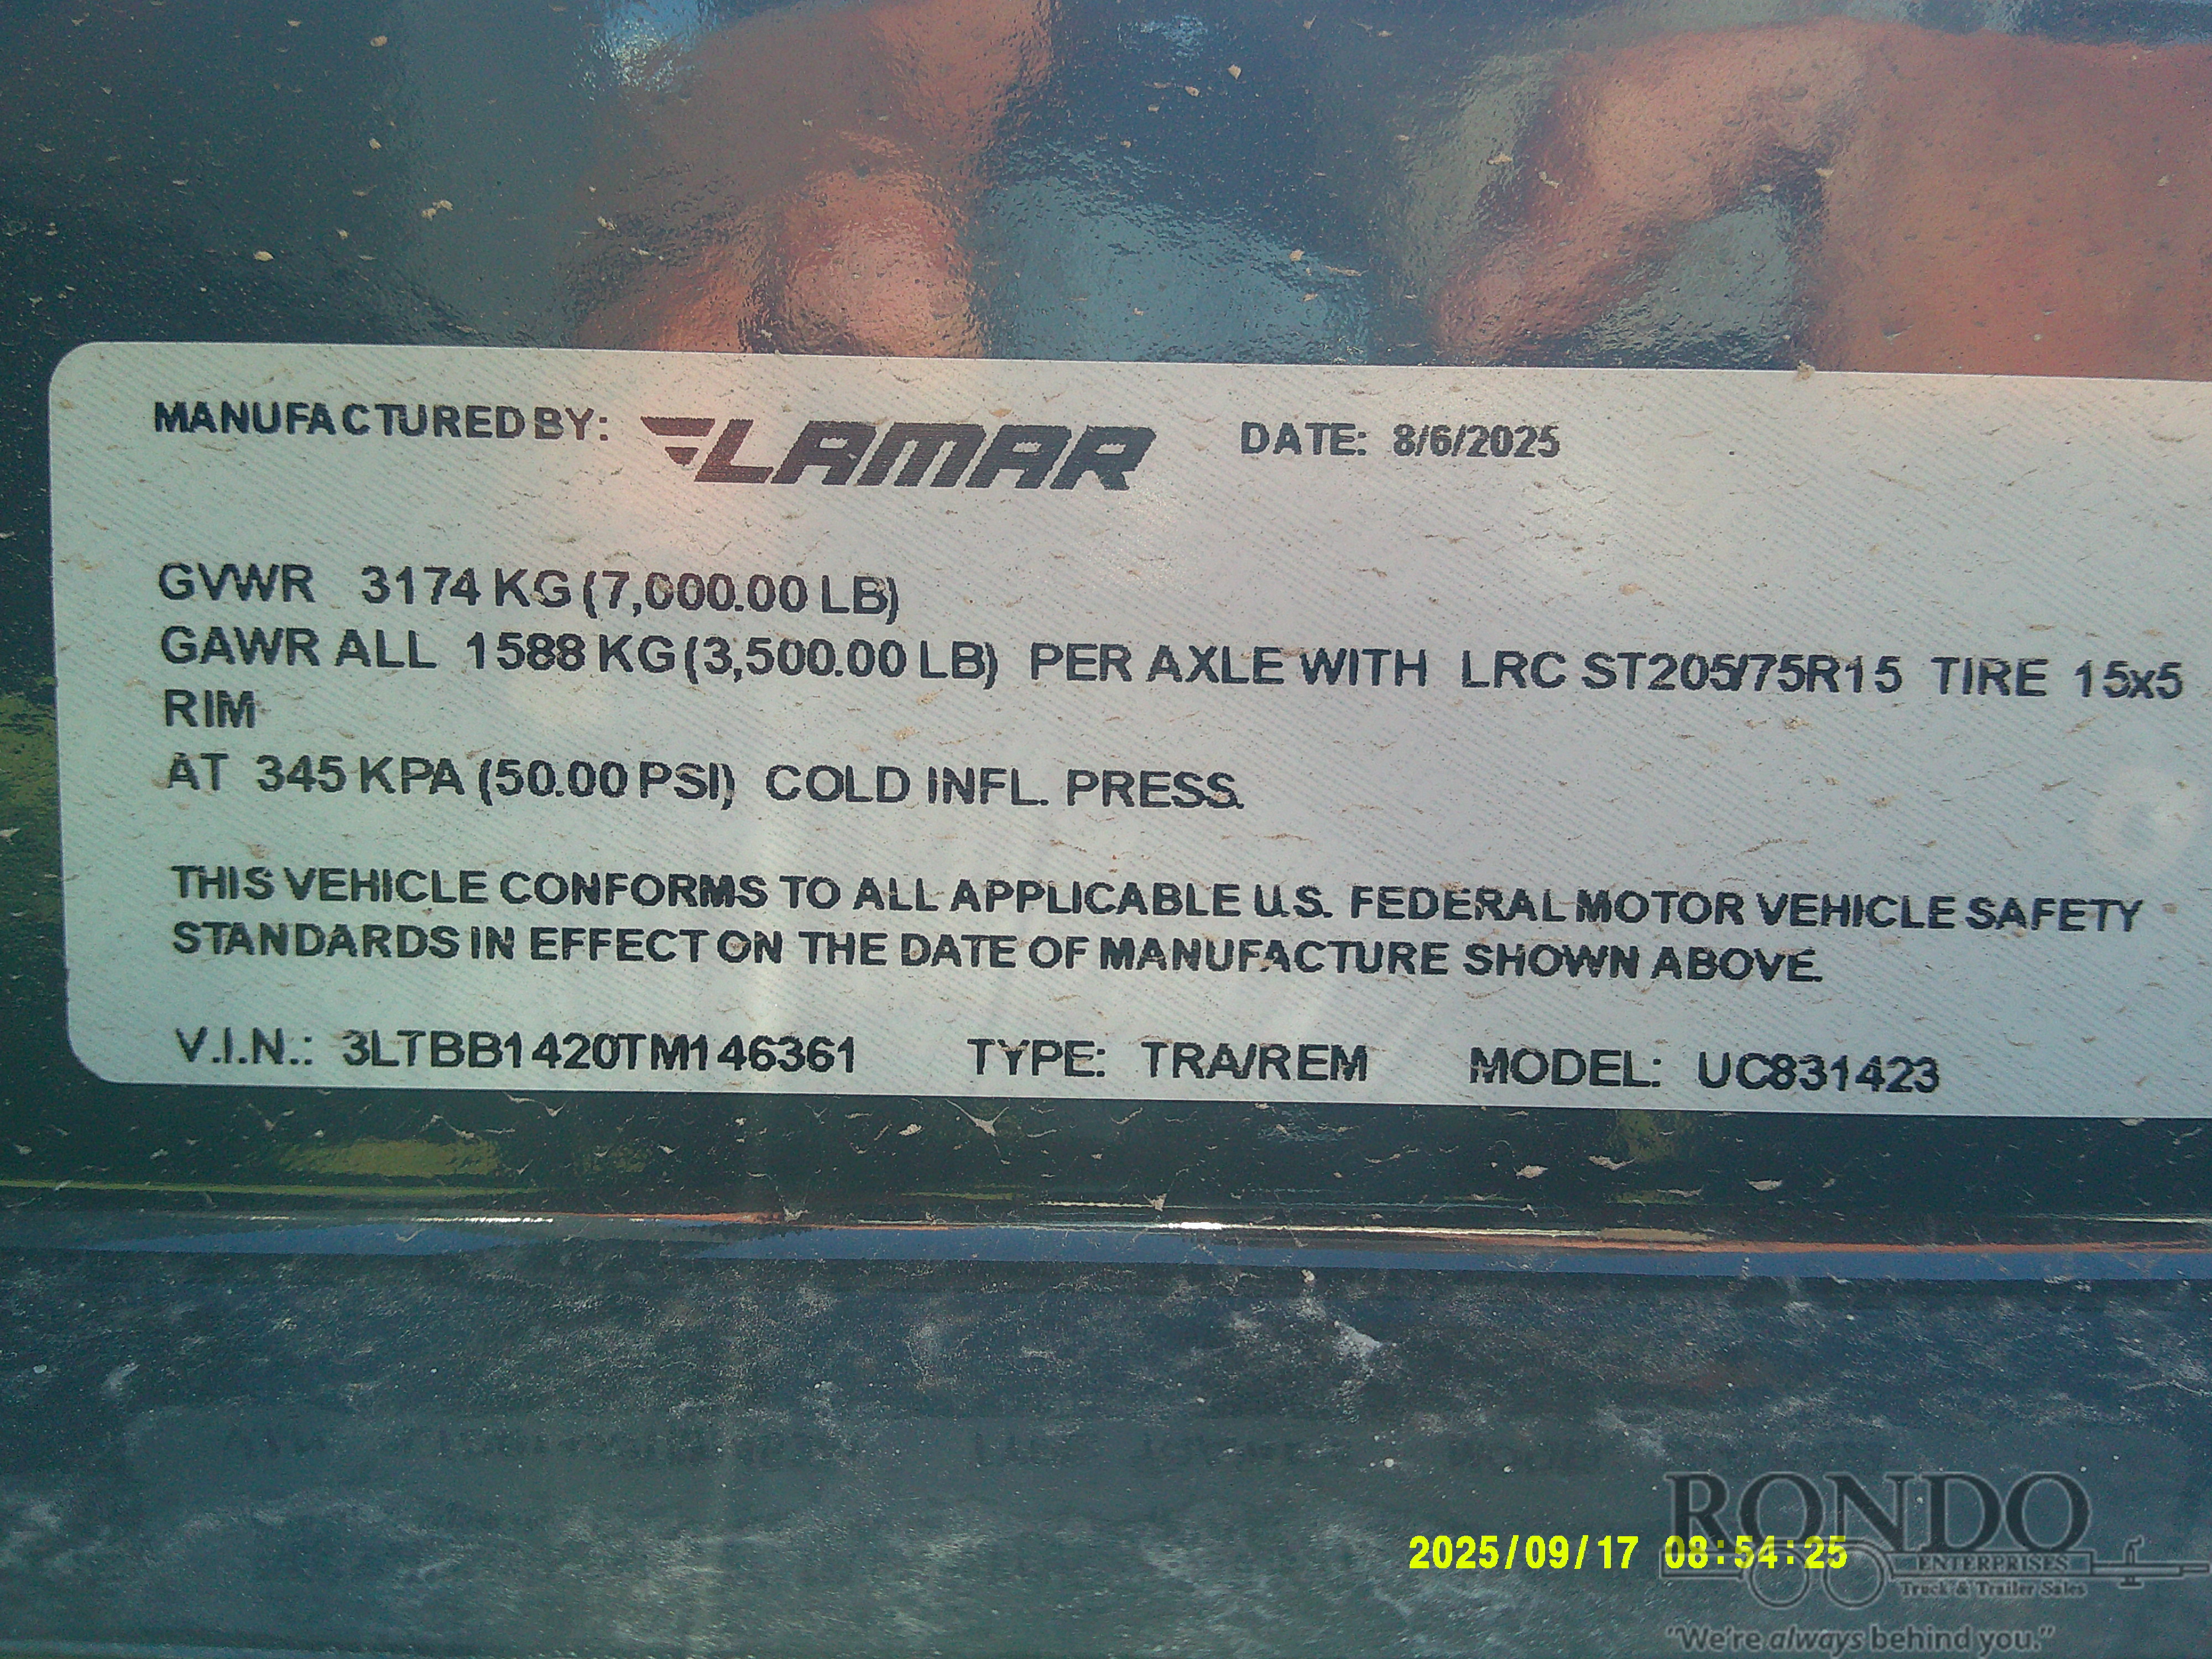 MANUFACTURED BY: LAMAR DATE: 8/6/2025
GVWR 3174 KG (7,000.00 LB)
GAWR ALL 1588 KG (3,500.00 LB) PER AXLE WITH LRC ST205/75R15 TIRE 15x5
RIM
AT 345 KPA (50.00 PSI) COLD INFL. PRESS.
THIS VEHICLE CONFORMS TO ALL APPLICABLE U.S. FEDERAL MOTOR VEHICLE SAFETY
STANDARDS IN EFFECT ON THE DATE OF MANUFACTURE SHOWN ABOVE.
V.I.N.: 3LTBB1420TM146361 TYPE: TRA/REM MODEL: UC831423
2025/09/17 08:54:25
RONDO
ENTERPRISES
Truck & Trailer Sales
"We're always behind you."